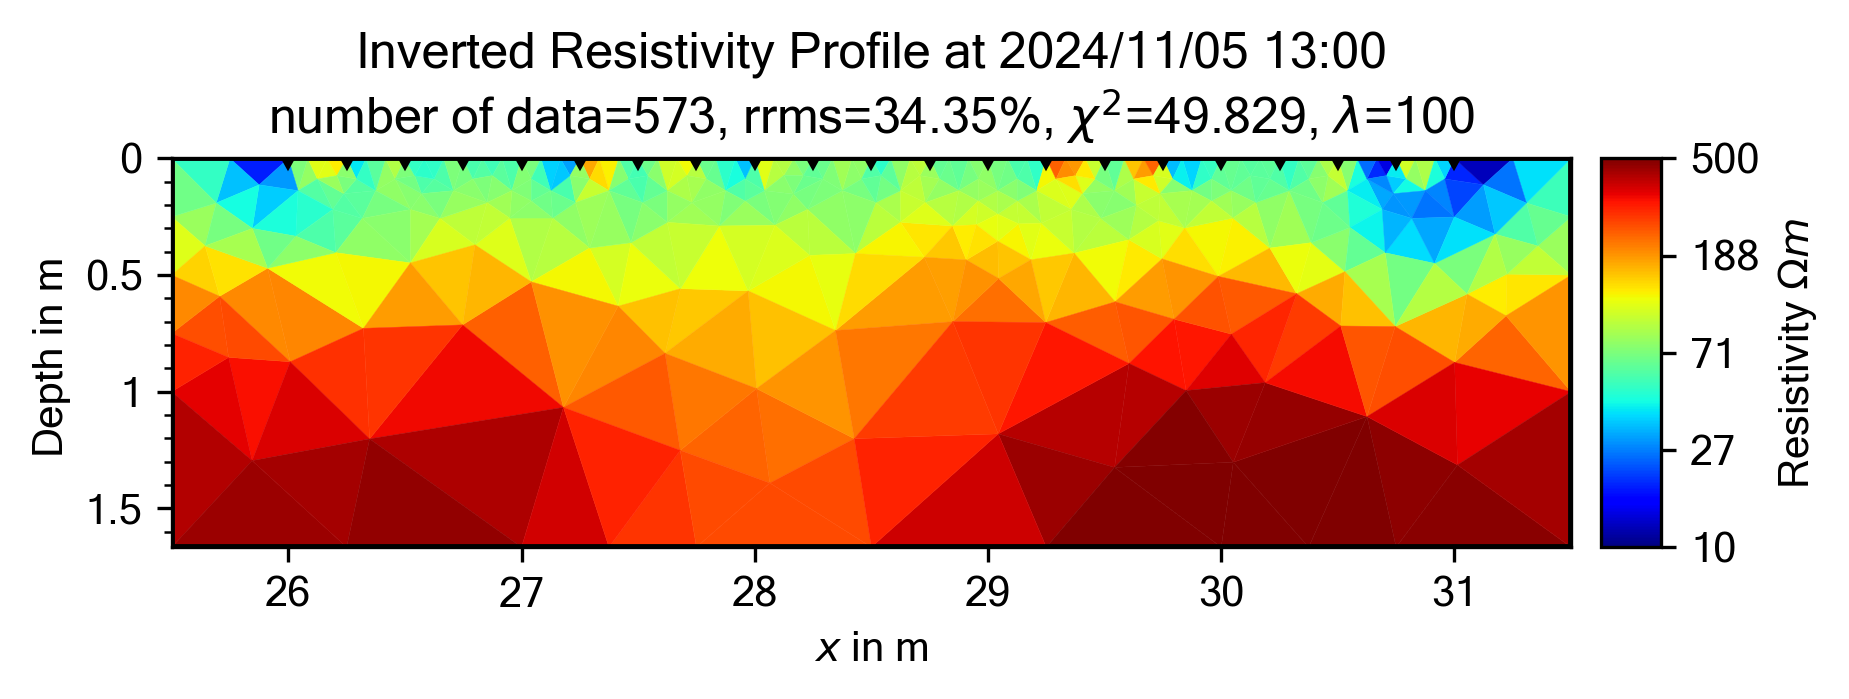 Inverted Resistivity Profile at 2024/11/05 13:00
number of data=573, rrms=34.35%, χ²=49.829, λ=100
0
0.5
1
1.5
Depth in m
26 27 28 29 30 31
x in m
500
188
71
27
10
Resistivity Ωm